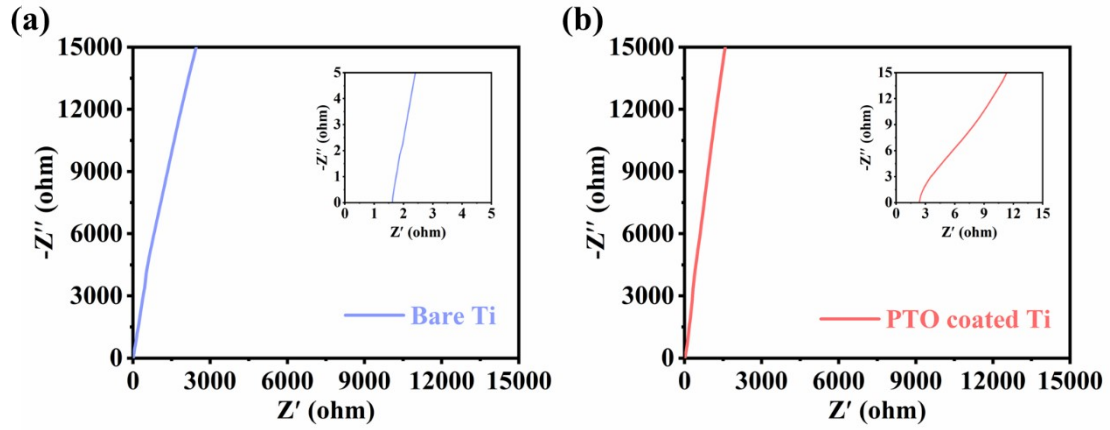 (a)
15000
12000
9000
6000
3000
0
-Z'' (ohm)
0 3000 6000 9000 12000 15000
Z' (ohm)
5
4
3
2
1
0
-Z'' (ohm)
0 1 2 3 4 5
Z' (ohm)
Bare Ti
(b)
15000
12000
9000
6000
3000
0
-Z'' (ohm)
0 3000 6000 9000 12000 15000
Z' (ohm)
15
12
9
6
3
0
-Z'' (ohm)
0 3 6 9 12 15
Z' (ohm)
PTO coated Ti